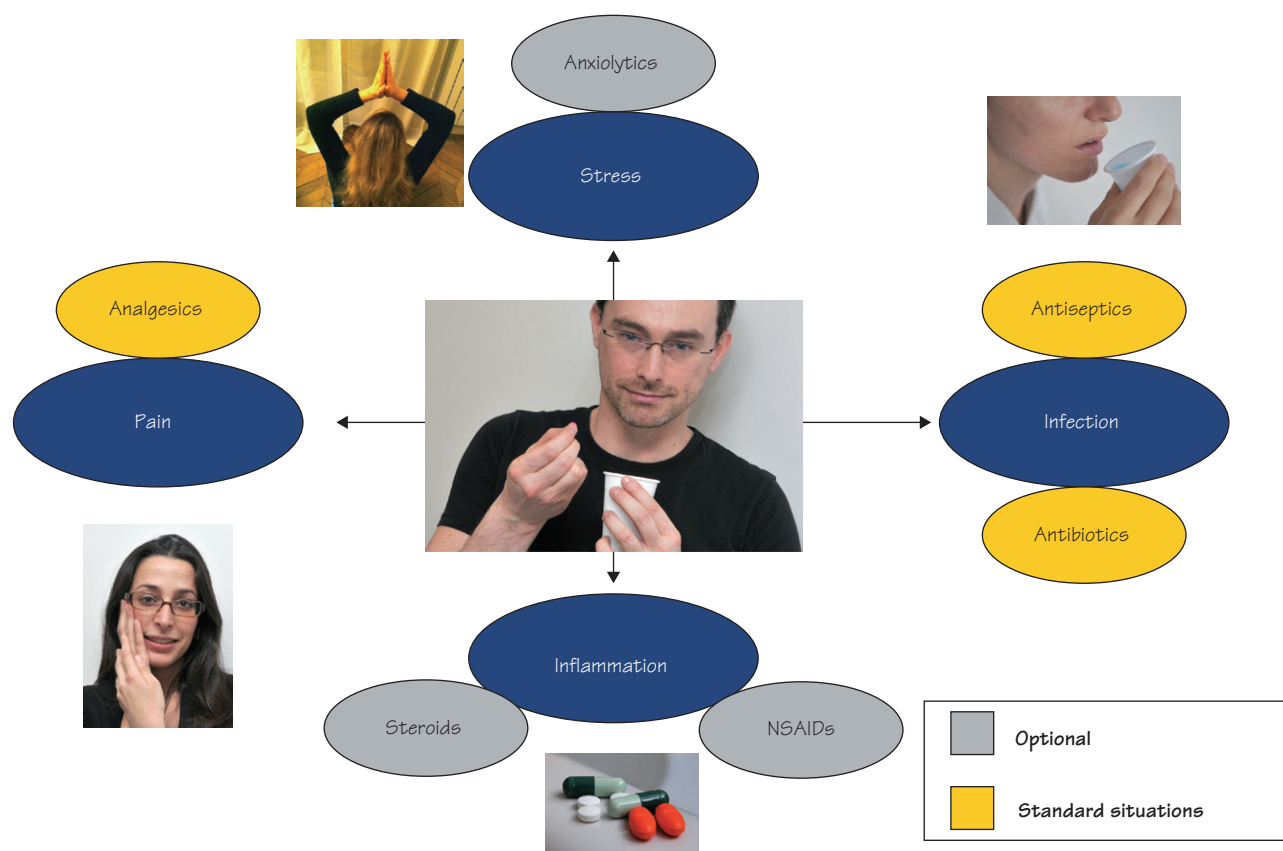 Anxiolytics
Stress
Analgesics
Antiseptics
Pain
Infection
Antibiotics
Inflammation
Steroids
NSAIDs
Optional
Standard situations